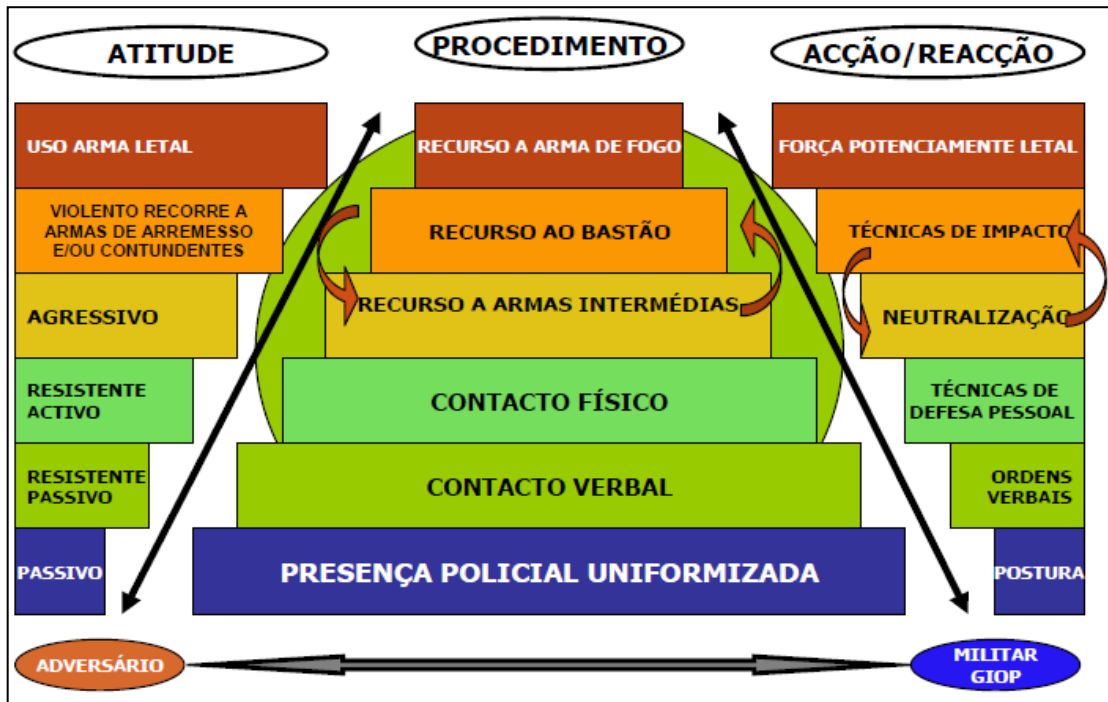 ATITUDE
PROCEDIMENTO
ACÇÃO/REACÇÃO
USO ARMA LETAL
RECURSO A ARMA DE FOGO
FORÇA POTENCIAMENTE LETAL
VIOLENTO RECORRE A
ARMAS DE ARREMESSO
E/OU CONTUNDENTES
RECURSO AO BASTÃO
TÉCNICAS DE IMPACTO
AGRESSIVO
RECURSO A ARMAS INTERMÉDIAS
NEUTRALIZAÇÃO
RESISTENTE
ACTIVO
CONTACTO FÍSICO
TÉCNICAS DE
DEFESA PESSOAL
RESISTENTE
PASSIVO
CONTACTO VERBAL
ORDENS
VERBAIS
PASSIVO
PRESENÇA POLICIAL UNIFORMIZADA
POSTURA
ADVERSÁRIO
MILITAR
GIOP